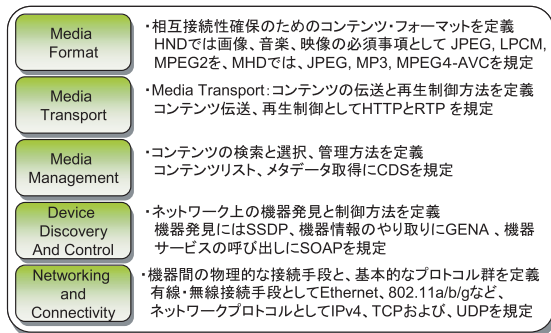 Media
Format
・相互接続性確保のためのコンテンツ・フォーマットを定義
HNDでは画像、音楽、映像の必須事項として JPEG, LPCM,
MPEG2を、MHDでは、JPEG, MP3, MPEG4-AVCを規定
Media
Transport
・Media Transport：コンテンツの伝送と再生制御方法を定義
コンテンツ伝送、再生制御としてHTTPとRTP を規定
Media
Management
・コンテンツの検索と選択、管理方法を定義
コンテンツリスト、メタデータ取得にCDSを規定
Device
Discovery
And Control
・ネットワーク上の機器発見と制御方法を定義
機器発見にはSSDP、機器情報のやり取りにGENA 、機器
サービスの呼び出しにSOAPを規定
Networking
and
Connectivity
・機器間の物理的な接続手段と、基本的なプロトコル群を定義
有線・無線接続手段としてEthernet、802.11a/b/gなど、
ネットワークプロトコルとしてIPv4、TCPおよび、UDPを規定